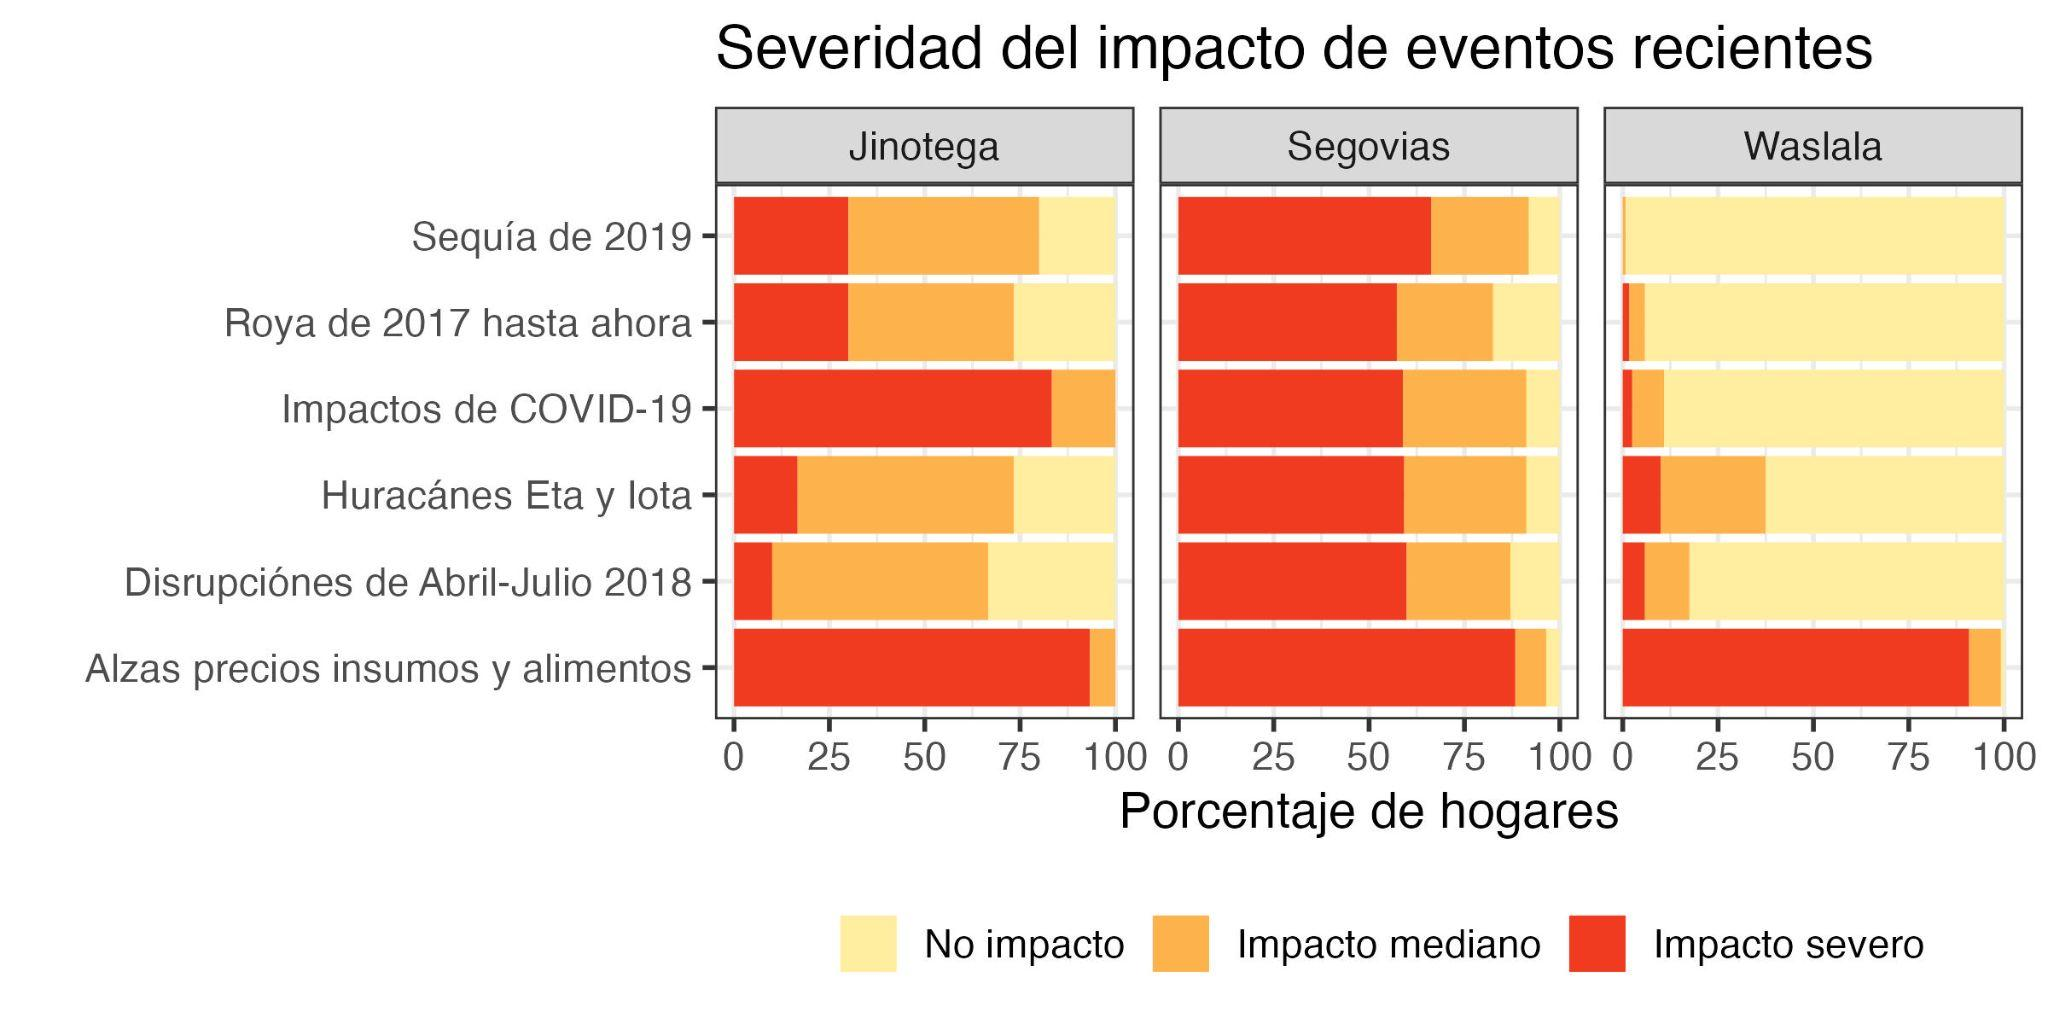 Severidad del impacto de eventos recientes
Jinotega
Segovias
Waslala
Sequía de 2019
Roya de 2017 hasta ahora
Impactos de COVID-19
Huracánes Eta y Iota
Disrupciónes de Abril-Julio 2018
Alzas precios insumos y alimentos
0 25 50 75 100 0 25 50 75 100 0 25 50 75 100
Porcentaje de hogares
No impacto Impacto mediano Impacto severo